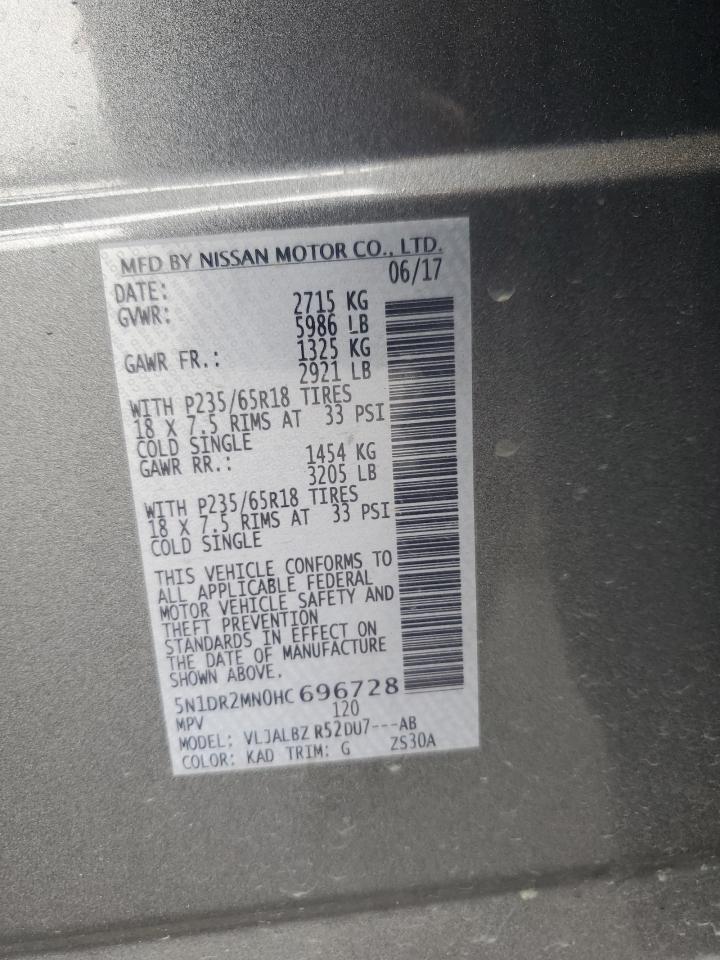 MFD BY NISSAN MOTOR CO., LTD.
DATE: 06/17
GVWR: 2715 KG
5986 LB
GAWR FR.: 1325 KG
2921 LB
WITH P235/65R18 TIRES
18 X 7.5 RIMS AT 33 PSI
COLD SINGLE
GAWR RR.: 1454 KG
3205 LB
WITH P235/65R18 TIRES
18 X 7.5 RIMS AT 33 PSI
COLD SINGLE
THIS VEHICLE CONFORMS TO
ALL APPLICABLE FEDERAL
MOTOR VEHICLE SAFETY AND
THEFT PREVENTION
STANDARDS IN EFFECT ON
THE DATE OF MANUFACTURE
SHOWN ABOVE.
5N1DR2MN0HC696728
MPV 120
MODEL: VLJALBZ R52DU7---AB
COLOR: KAD TRIM: G ZS30A